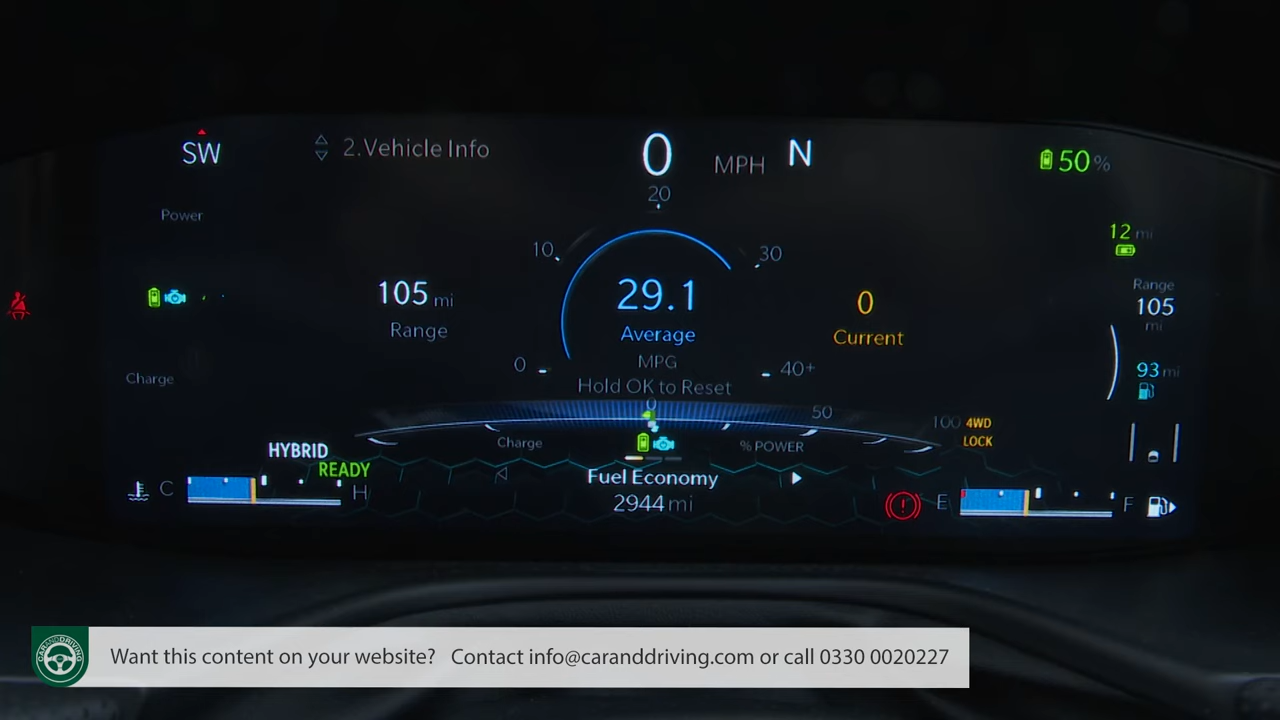 SW
2.Vehicle Info
0 MPH N
50%
20
Power
12 mi
10
30
Range
105 mi
29.1
0
105
mi
Range
Average
Current
MPG
0
40+
93 mi
Charge
Hold OK to Reset
0
50
100
4WD
LOCK
Charge
% POWER
HYBRID
READY
Fuel Economy
C
H
2944 mi
E
F
CARANDDRIVING
Want this content on your website? Contact info@caranddriving.com or call 0330 0020227